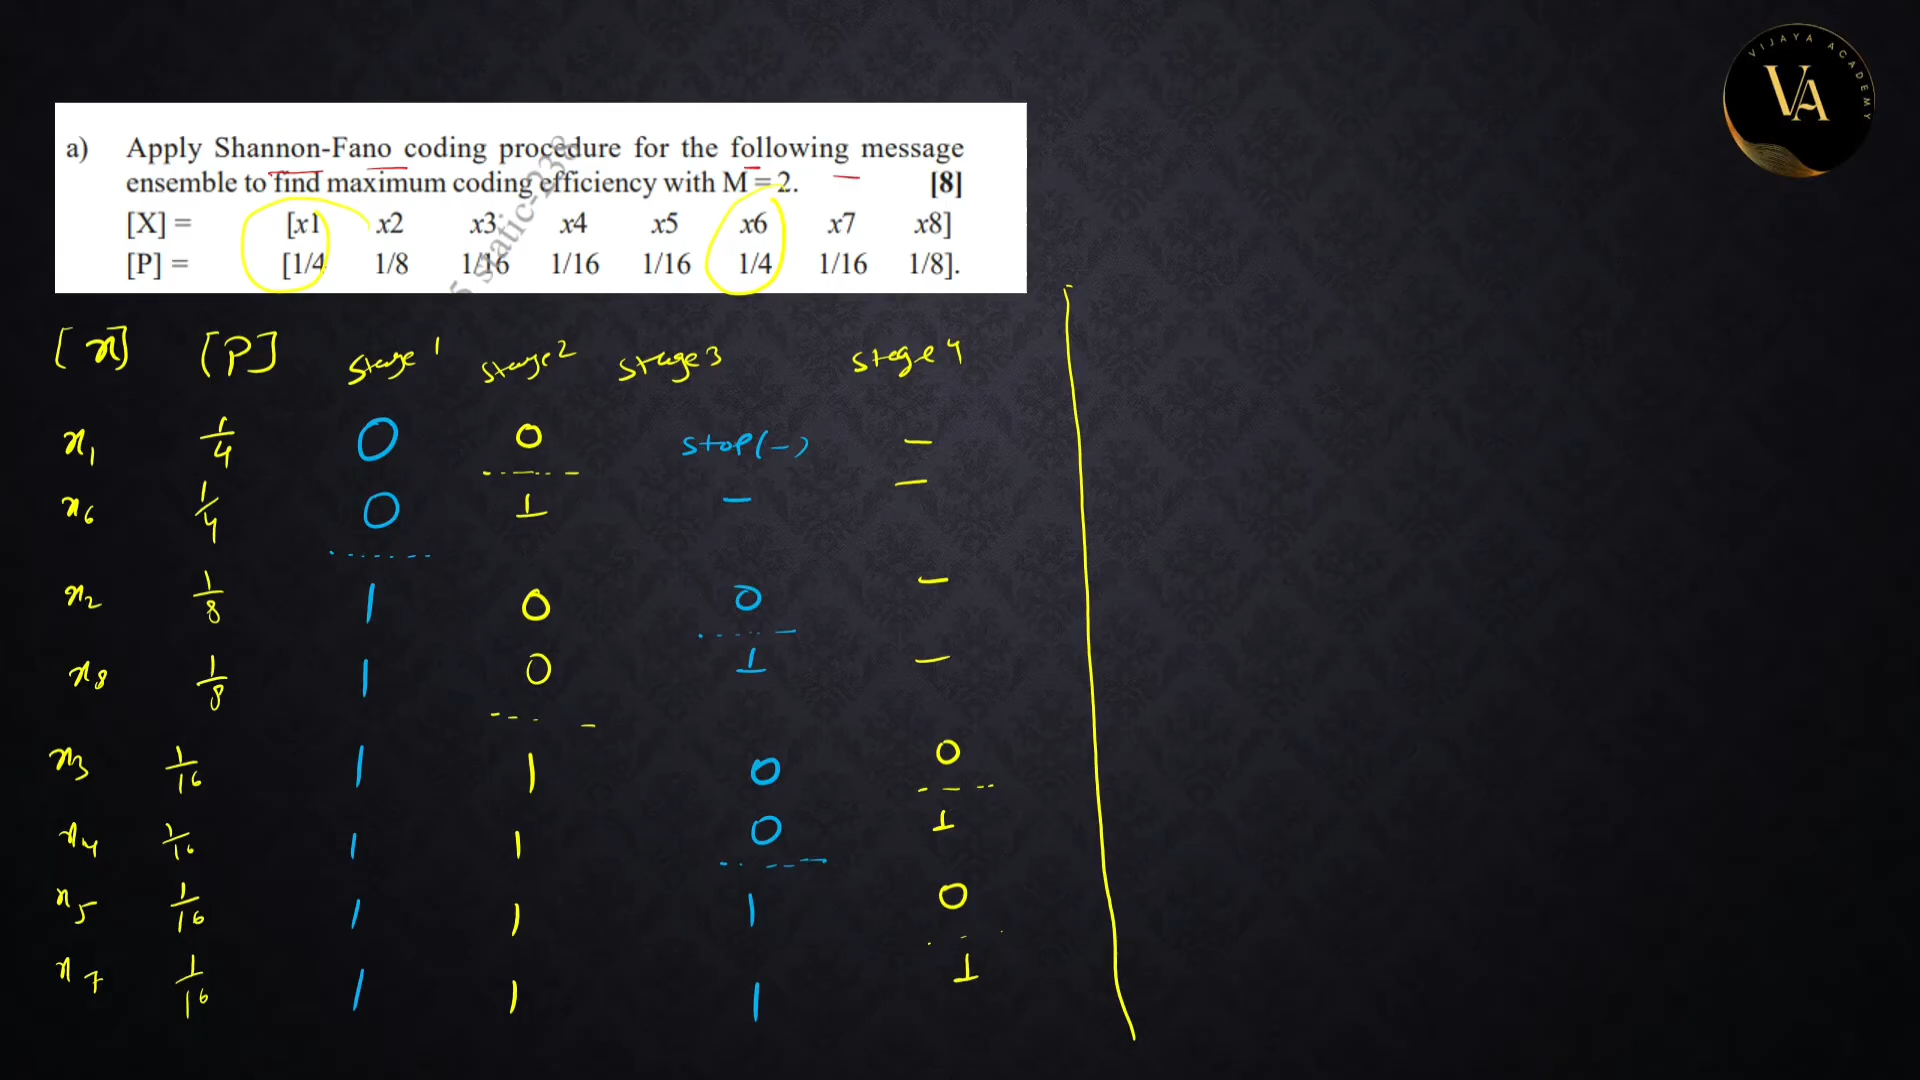 VIJAYA ACADEMY
VA
a) Apply Shannon-Fano coding procedure for the following message
ensemble to find maximum coding efficiency with M = 2. [8]
[X] = [x1 x2 x3 x4 x5 x6 x7 x8]
[P] = [1/4 1/8 1/16 1/16 1/16 1/4 1/16 1/8].
static-238
[x] [P] stage 1 stage 2 stage 3 stage 4
x1 1/4 0 0 stop(-) -
x6 1/4 0 1 - -
x2 1/8 1 0 0 -
x8 1/8 1 0 1 -
x3 1/16 1 1 0 0
x4 1/16 1 1 0 1
x5 1/16 1 1 1 0
x7 1/16 1 1 1 1